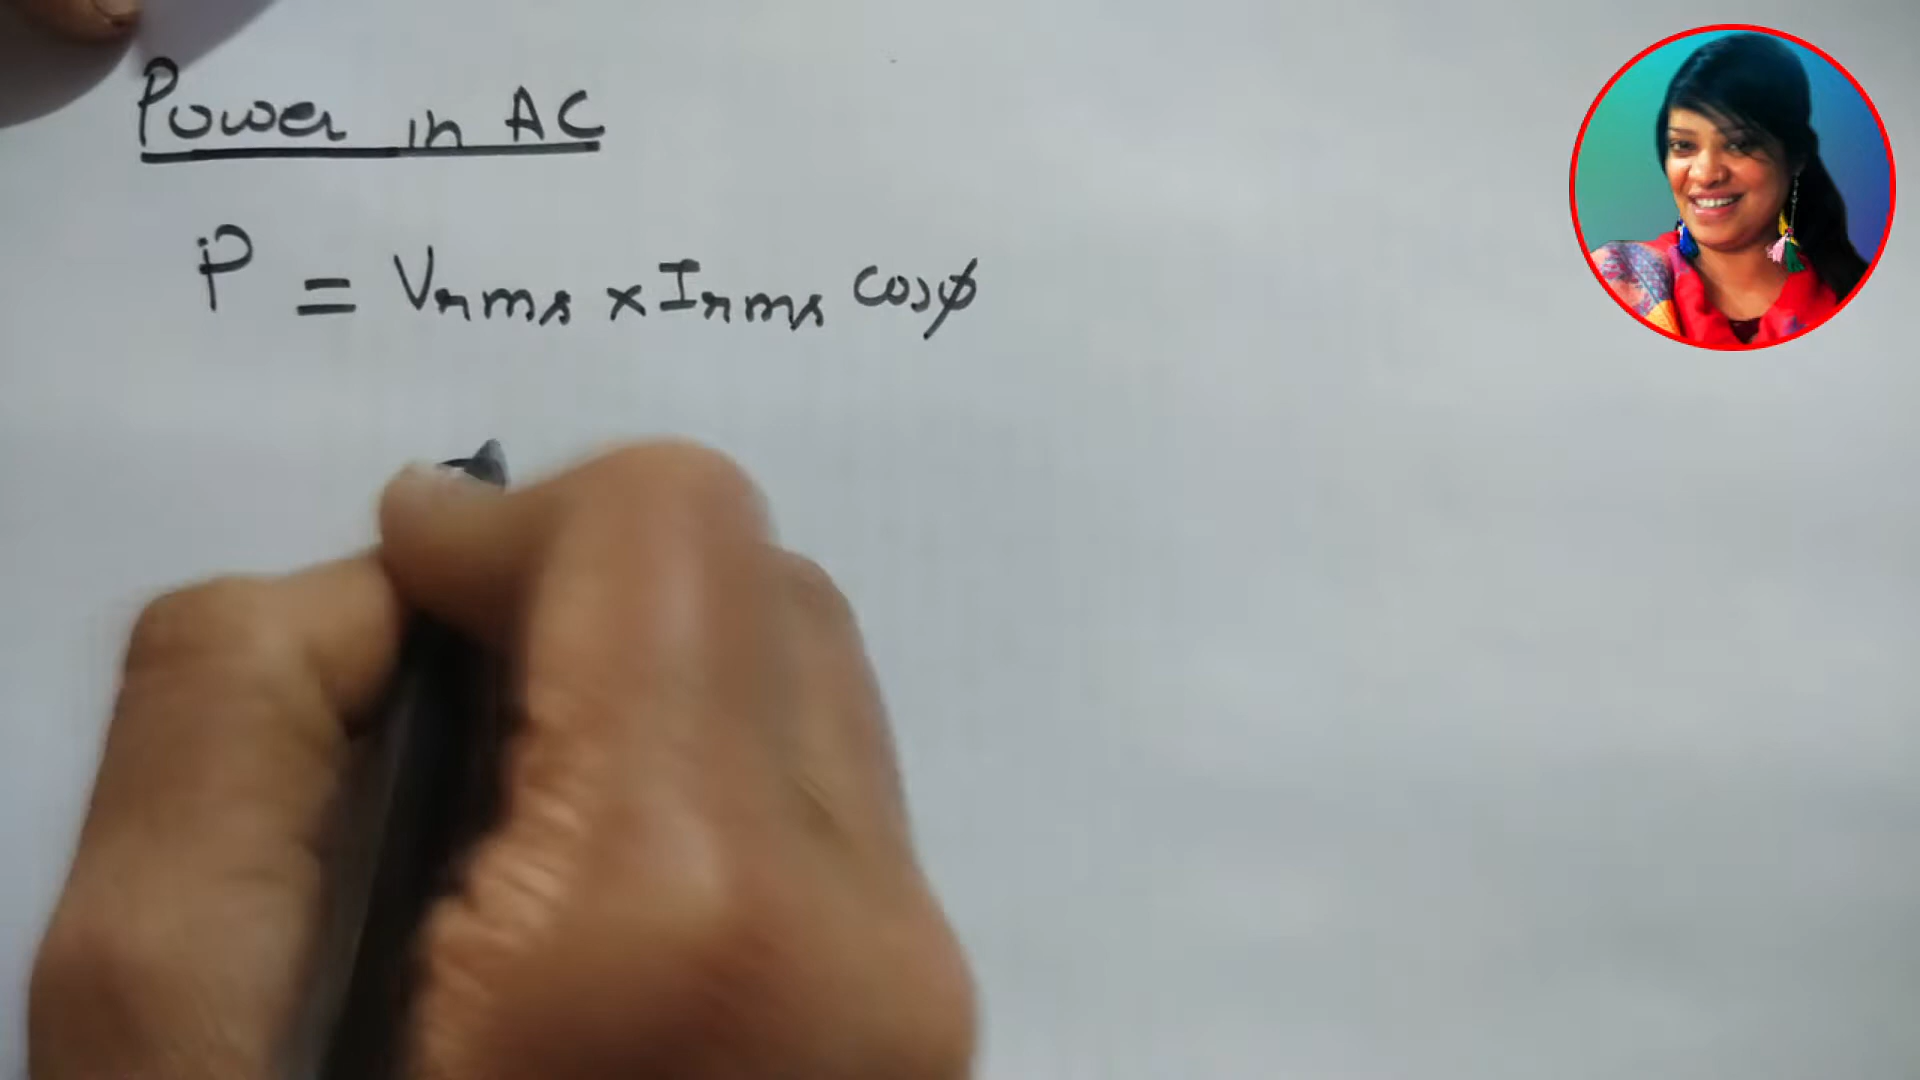 Power in AC
P = Vrms × Irms cosϕ